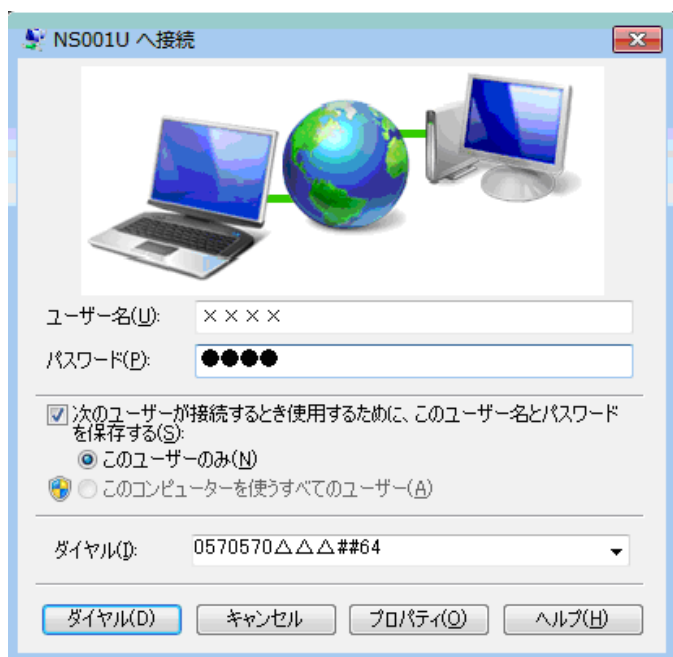 NS001U へ接続
ユーザー名(U): ××××
パスワード(P): ●●●●
次のユーザーが接続するとき使用するために、このユーザー名とパスワード
を保存する(S):
このユーザーのみ(N)
このコンピューターを使うすべてのユーザー(A)
ダイヤル(I): 0570570△△△##64
ダイヤル(D) キャンセル プロパティ(O) ヘルプ(H)